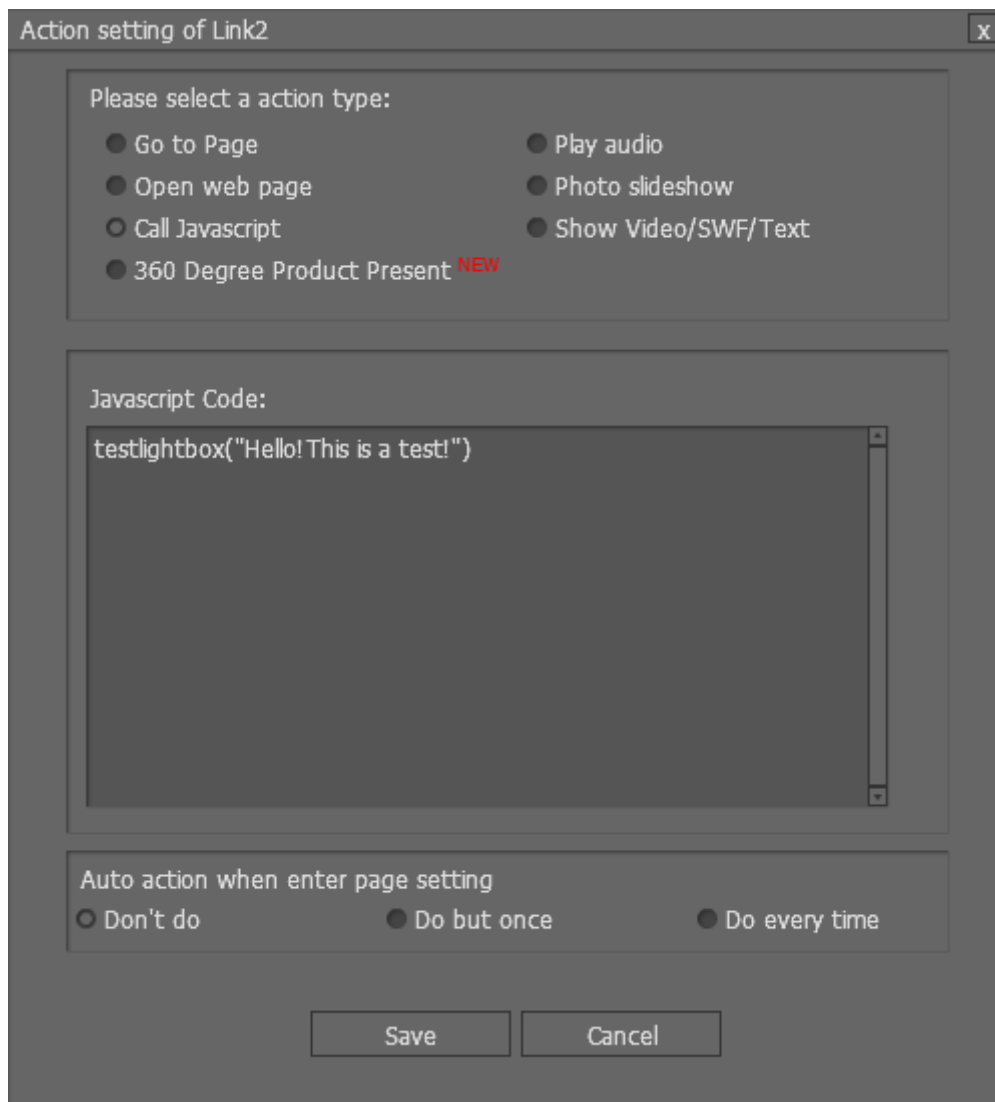 Action setting of Link2
x
Please select a action type:
Go to Page
Play audio
Open web page
Photo slideshow
Call Javascript
Show Video/SWF/Text
360 Degree Product Present NEW
Javascript Code:
testlightbox("Hello! This is a test!")
Auto action when enter page setting
Don't do
Do but once
Do every time
Save
Cancel